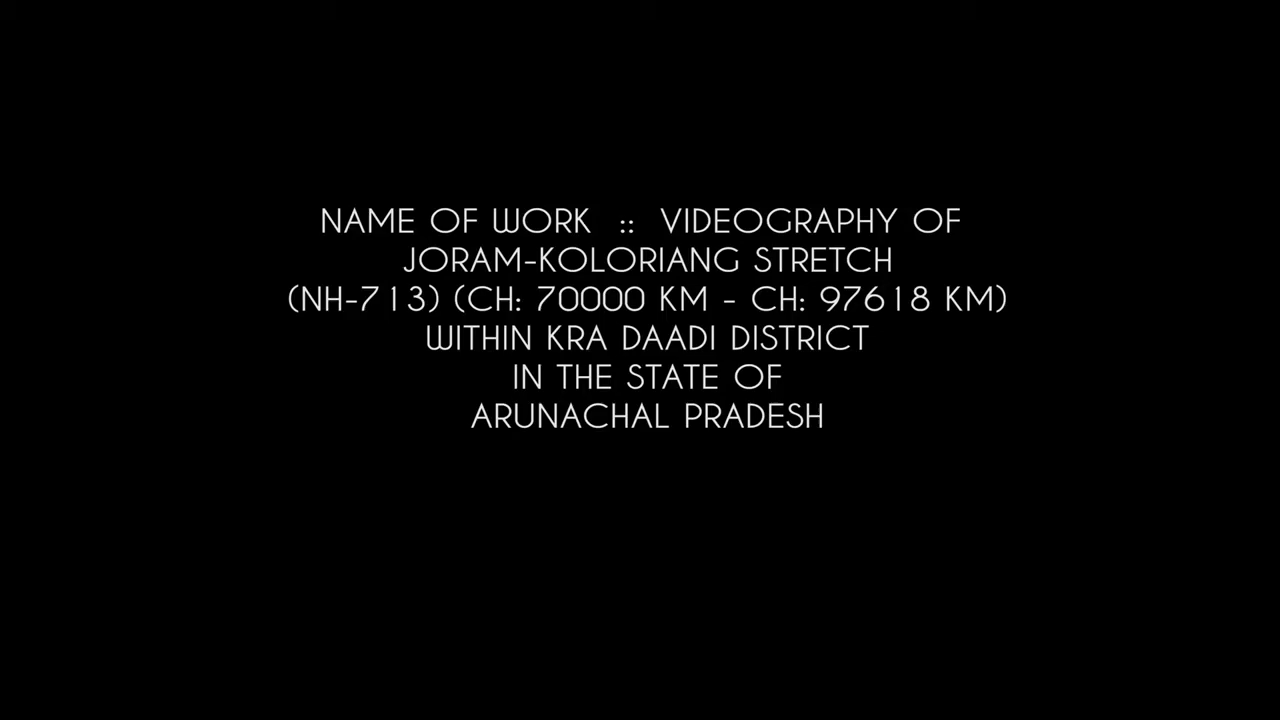 NAME OF WORK :: VIDEOGRAPHY OF
JORAM-KOLORIANG STRETCH
(NH-713) (CH: 70000 KM - CH: 97618 KM)
WITHIN KRA DAADI DISTRICT
IN THE STATE OF
ARUNACHAL PRADESH